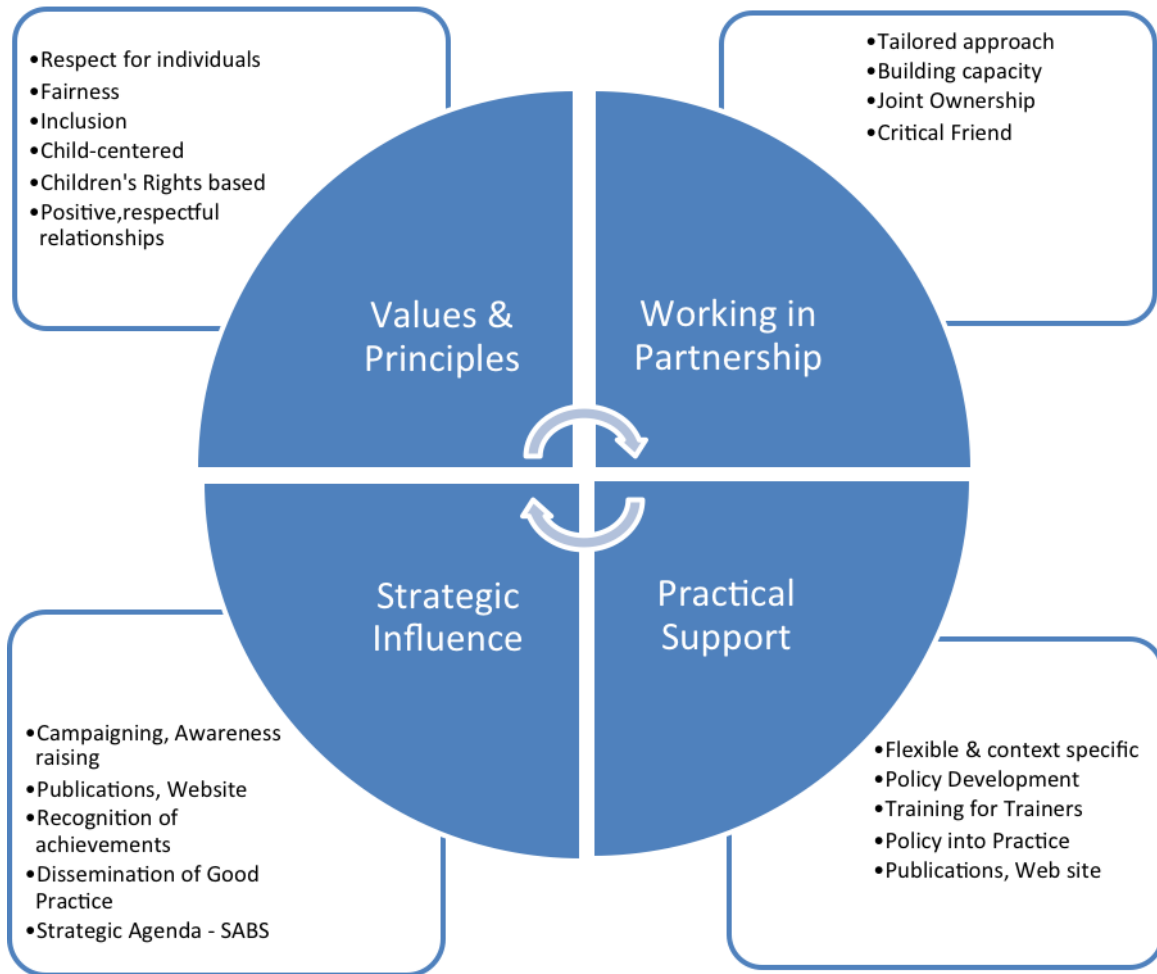 •Respect for individuals
•Fairness
•Inclusion
•Child-centered
•Children's Rights based
•Positive,respectful
relationships
•Tailored approach
•Building capacity
•Joint Ownership
•Critical Friend
Values &
Principles
Working in
Partnership
Strategic
Influence
Practical
Support
•Campaigning, Awareness
raising
•Publications, Website
•Recognition of
achievements
•Dissemination of Good
Practice
•Strategic Agenda - SABS
•Flexible & context specific
•Policy Development
•Training for Trainers
•Policy into Practice
•Publications, Web site